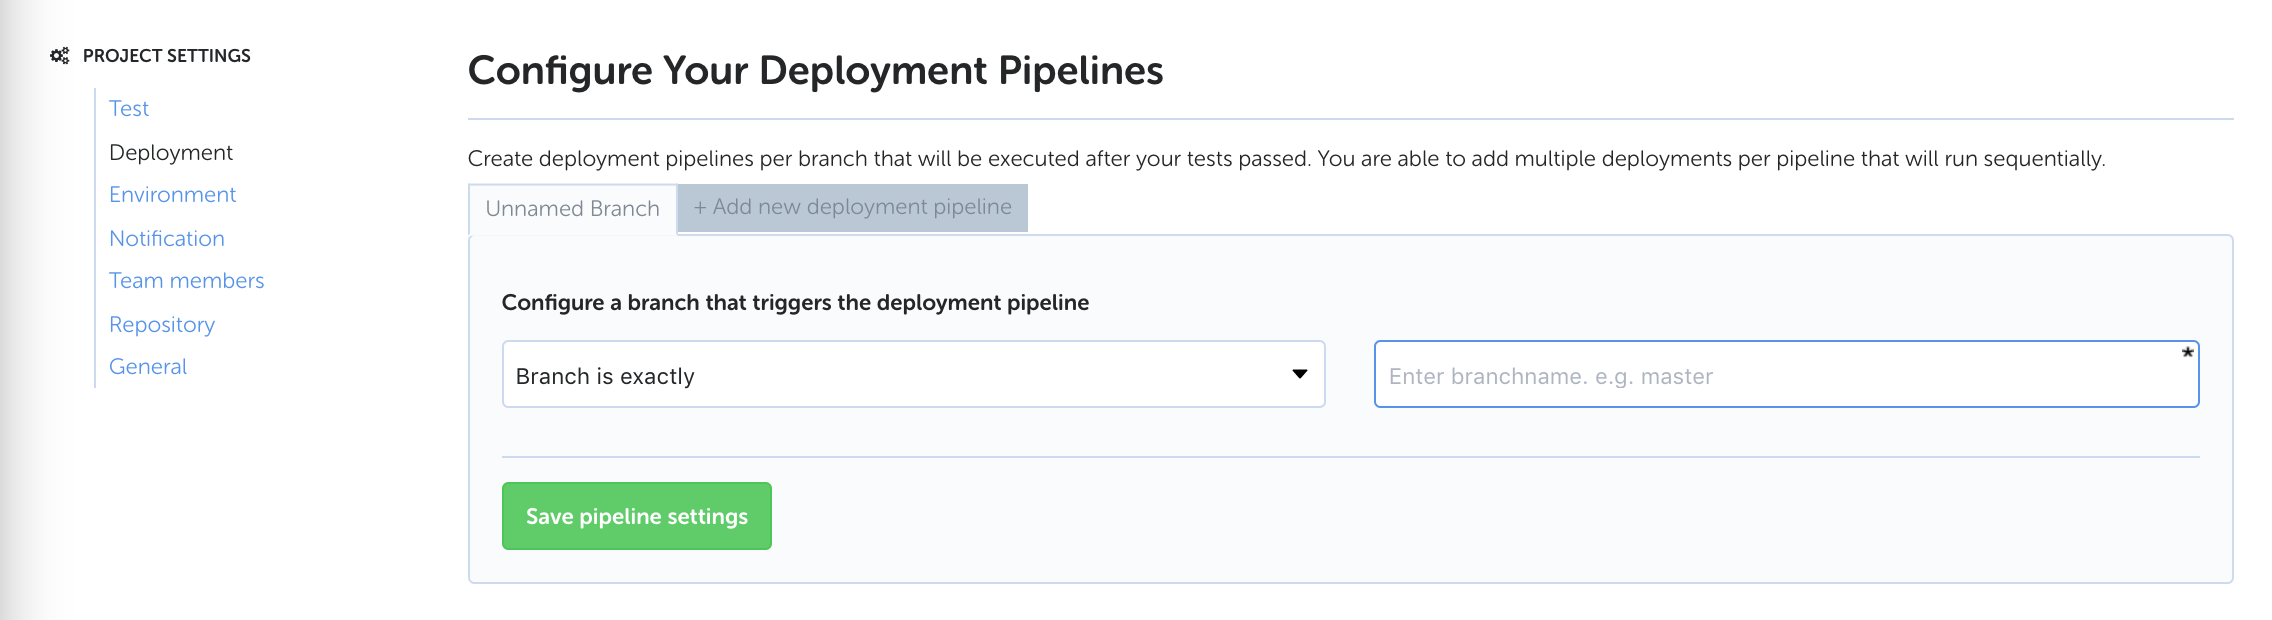 PROJECT SETTINGS
Test
Deployment
Environment
Notification
Team members
Repository
General
Configure Your Deployment Pipelines
Create deployment pipelines per branch that will be executed after your tests passed. You are able to add multiple deployments per pipeline that will run sequentially.
Unnamed Branch
+ Add new deployment pipeline
Configure a branch that triggers the deployment pipeline
Branch is exactly
Enter branchname. e.g. master
*
Save pipeline settings